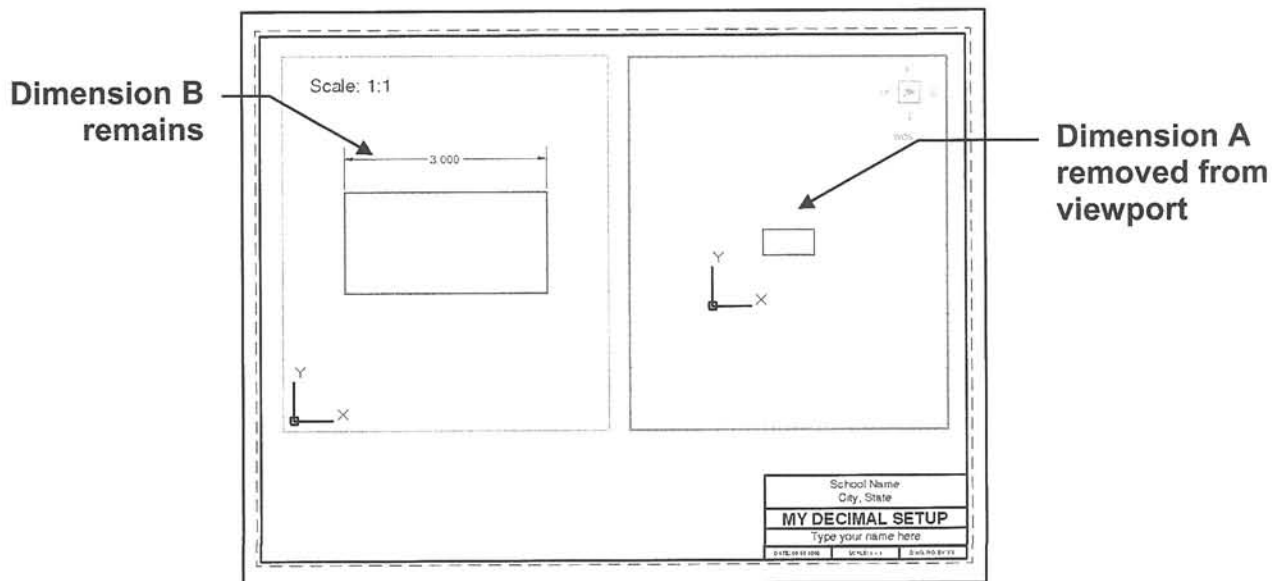 Dimension B
remains
Scale: 1:1
3.000
Y
X
Dimension A
removed from
viewport
Y
X
School Name
City, State
MY DECIMAL SETUP
Type your name here